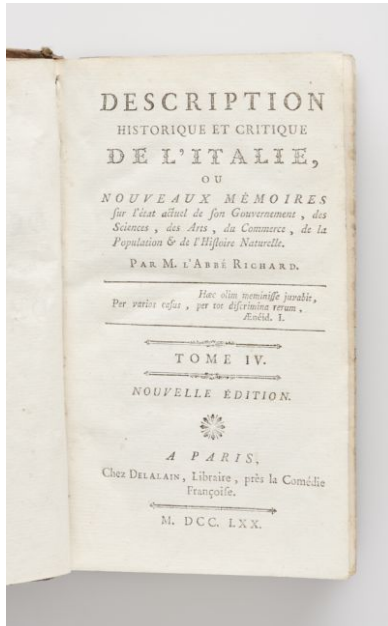 DESCRIPTION
HISTORIQUE ET CRITIQUE
DE L'ITALIE,
OU
NOUVEAUX MÉMOIRES
ſur l'état actuel de ſon Gouvernement, des
Sciences, des Arts, du Commerce, de la
Population & de l'Hiſtoire Naturelle.
PAR M. L'ABBÉ RICHARD.
Hæc olim meminiſſe juvabit,
Per varios caſus, per tot diſcrimina rerum,
Æneid. I.
TOME IV.
NOUVELLE ÉDITION.
A PARIS,
Chez DELALAIN, Libraire, près la Comédie
Françoiſe.
M. DCC. LXX.